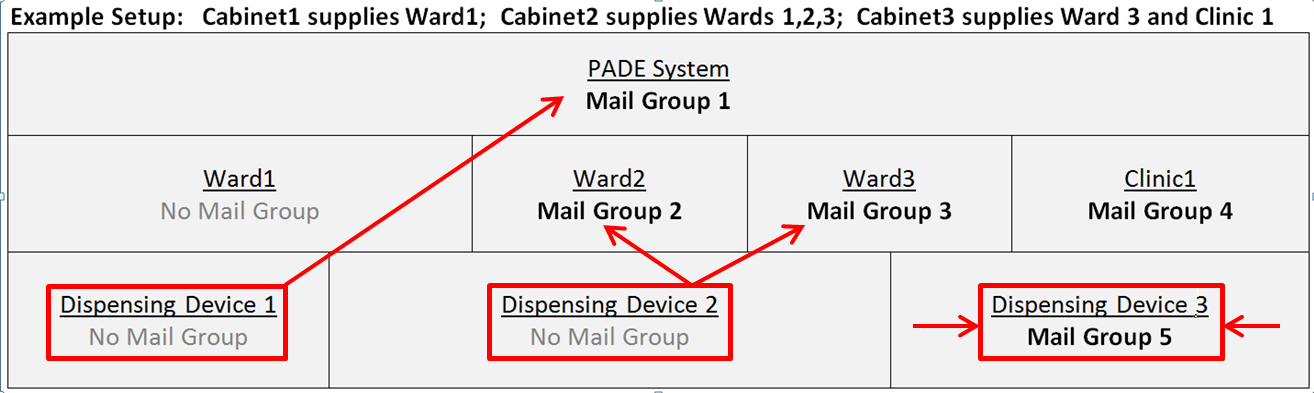 Example Setup: Cabinet1 supplies Ward1; Cabinet2 supplies Wards 1,2,3; Cabinet3 supplies Ward 3 and Clinic 1
PADE System
Mail Group 1
Ward1
No Mail Group
Ward2
Mail Group 2
Ward3
Mail Group 3
Clinic1
Mail Group 4
Dispensing Device 1
No Mail Group
Dispensing Device 2
No Mail Group
Dispensing Device 3
Mail Group 5